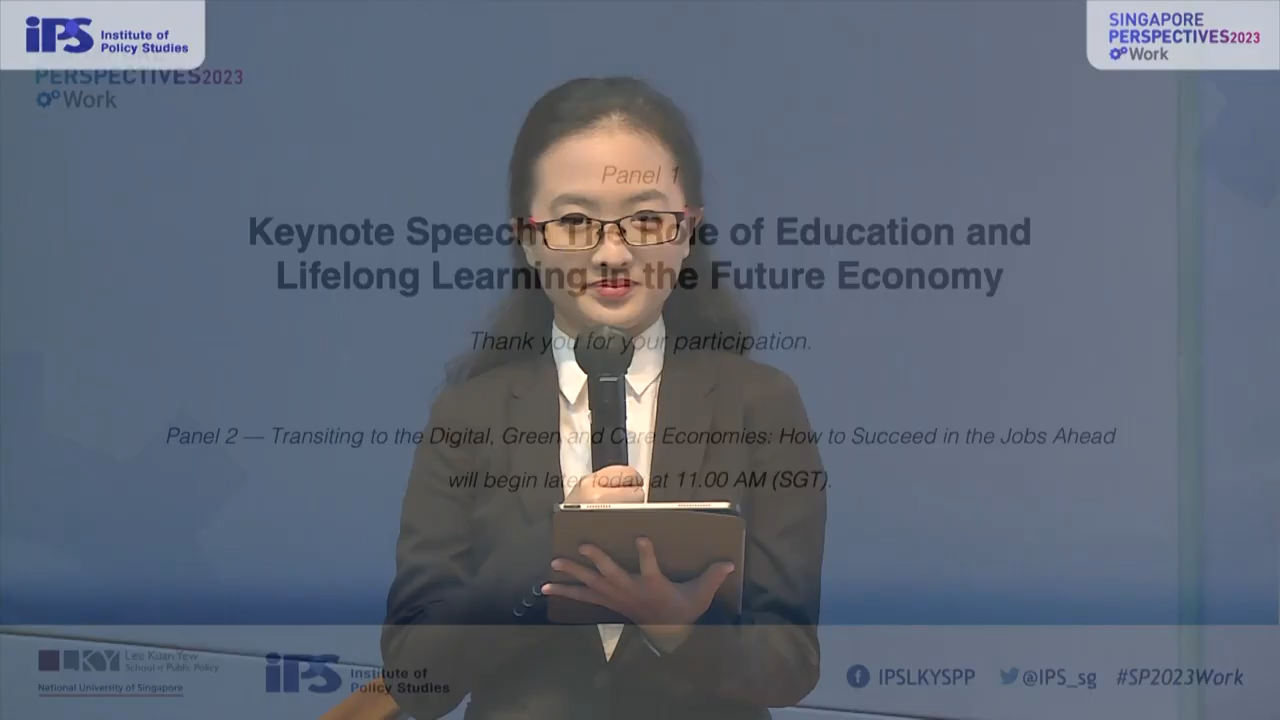 iPS Institute of
Policy Studies
SINGAPORE
PERSPECTIVES2023
Work
PERSPECTIVES2023
Work
Panel 1
Keynote Speech of Education and
Lifelong Learning in the Future Economy
Thank you for your participation.
Panel 2 — Transiting to the Digital, Green and Care Economies: How to Succeed in the Jobs Ahead
will begin later today at 11.00 AM (SGT).
LKY Lee Kuan Yew
School of Public Policy
National University of Singapore
iPS Institute of
Policy Studies
IPSLKYSPP @IPS_sg #SP2023Work